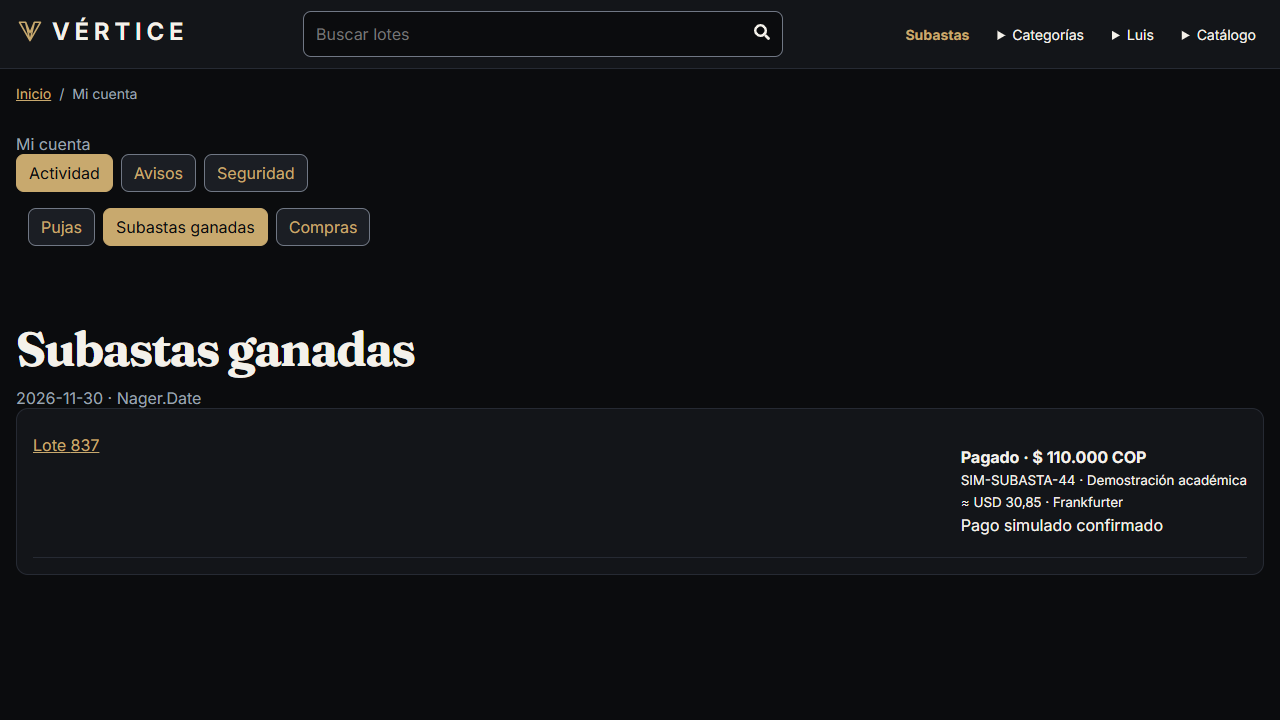 VÉRTICE
Buscar lotes
Subastas
Categorías
Luis
Catálogo
Inicio / Mi cuenta
Mi cuenta
Actividad
Avisos
Seguridad
Pujas
Subastas ganadas
Compras
Subastas ganadas
2026-11-30 · Nager.Date
Lote 837
Pagado · $ 110.000 COP
SIM-SUBASTA-44 · Demostración académica
≈ USD 30,85 · Frankfurter
Pago simulado confirmado